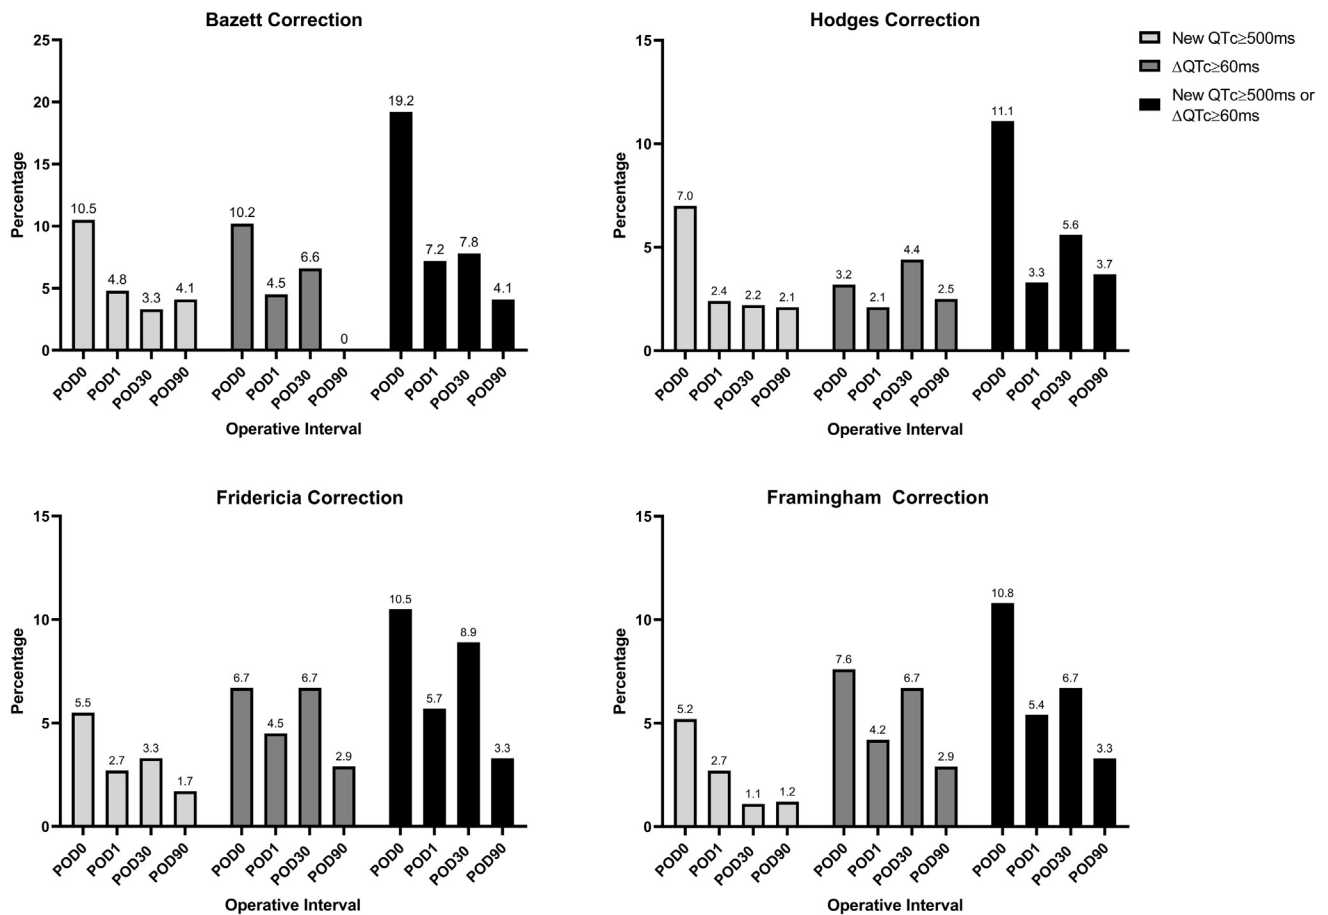 Bazett Correction
25
20
15
10
5
0
Percentage
10.5
4.8
3.3
4.1
10.2
4.5
6.6
0
19.2
7.2
7.8
4.1
POD0
POD1
POD30
POD90
POD0
POD1
POD30
POD90
POD0
POD1
POD30
POD90
Operative Interval
Hodges Correction
15
10
5
0
Percentage
7.0
2.4
2.2
2.1
3.2
2.1
4.4
2.5
11.1
3.3
5.6
3.7
POD0
POD1
POD30
POD90
POD0
POD1
POD30
POD90
POD0
POD1
POD30
POD90
Operative Interval
New QTc≥500ms
ΔQTc≥60ms
New QTc≥500ms or
ΔQTc≥60ms
Fridericia Correction
15
10
5
0
Percentage
5.5
2.7
3.3
1.7
6.7
4.5
6.7
2.9
10.5
5.7
8.9
3.3
POD0
POD1
POD30
POD90
POD0
POD1
POD30
POD90
POD0
POD1
POD30
POD90
Operative Interval
Framingham  Correction
15
10
5
0
Percentage
5.2
2.7
1.1
1.2
7.6
4.2
6.7
2.9
10.8
5.4
6.7
3.3
POD0
POD1
POD30
POD90
POD0
POD1
POD30
POD90
POD0
POD1
POD30
POD90
Operative Interval